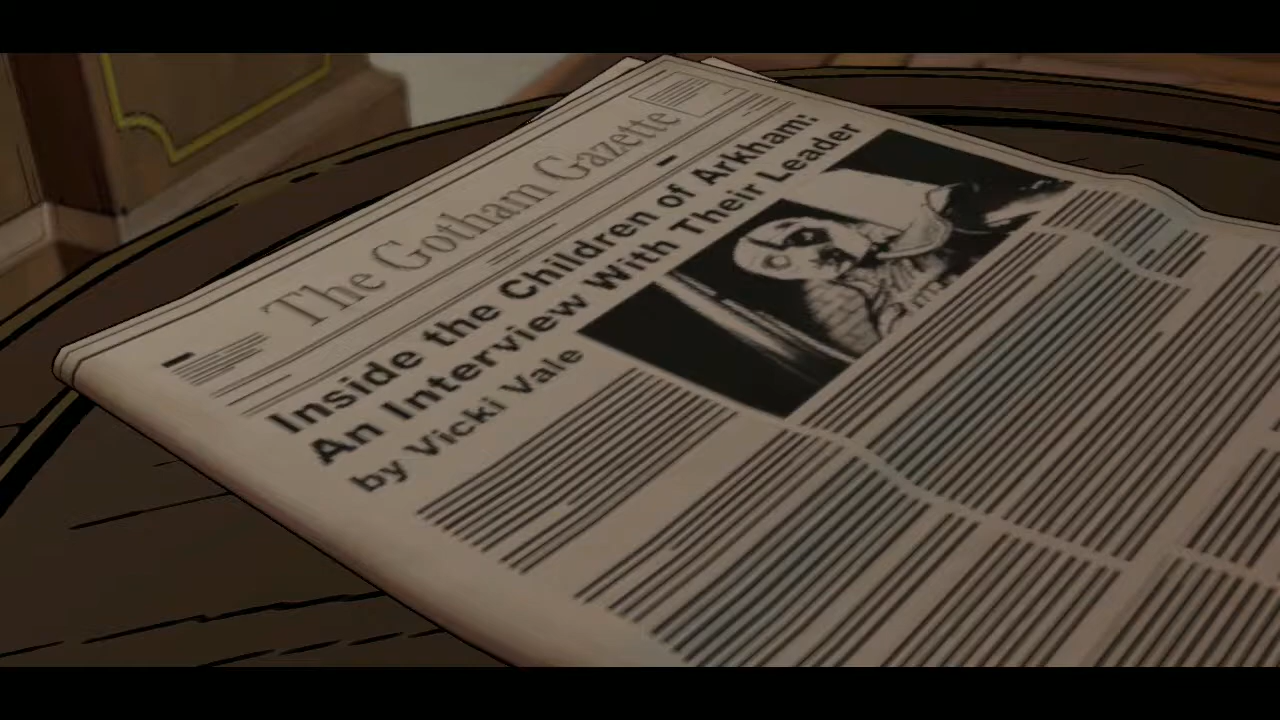 The Gotham Gazette
Inside the Children of Arkham:
An Interview With Their Leader
by Vicki Vale